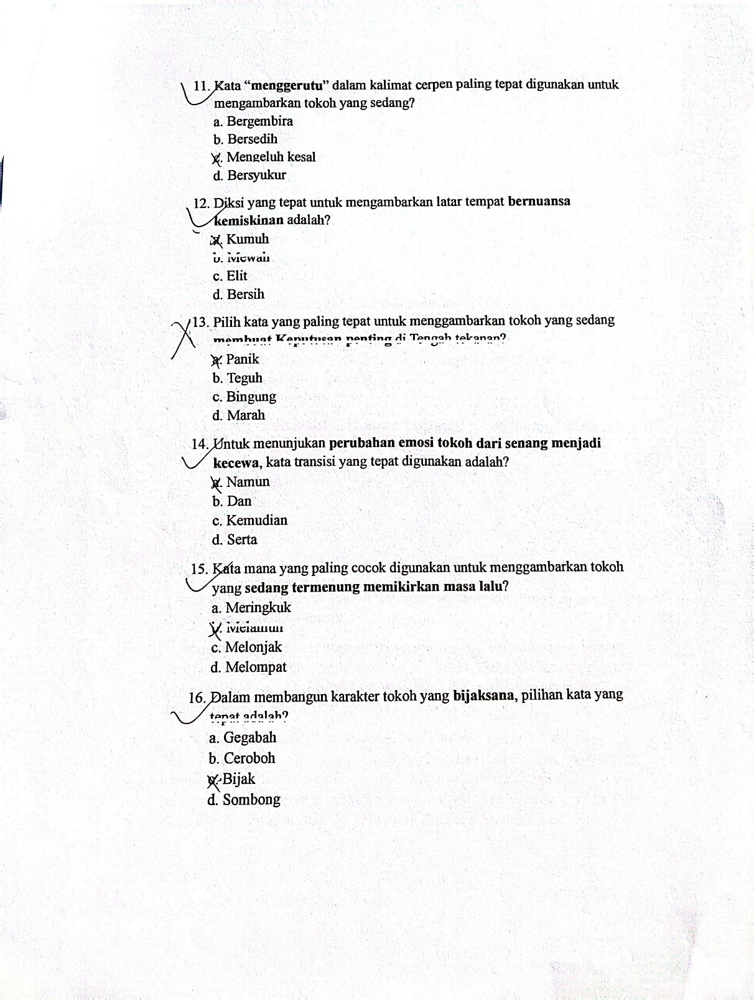 11. Kata “menggerutu” dalam kalimat cerpen paling tepat digunakan untuk
mengambarkan tokoh yang sedang?
a. Bergembira
b. Bersedih
c. Mengeluh kesal
d. Bersyukur
12. Diksi yang tepat untuk mengambarkan latar tempat bernuansa
kemiskinan adalah?
a. Kumuh
b. Mewah
c. Elit
d. Bersih
13. Pilih kata yang paling tepat untuk menggambarkan tokoh yang sedang
membuat Keputusan penting di Tengah tekanan?
a. Panik
b. Teguh
c. Bingung
d. Marah
14. Untuk menunjukan perubahan emosi tokoh dari senang menjadi
kecewa, kata transisi yang tepat digunakan adalah?
a. Namun
b. Dan
c. Kemudian
d. Serta
15. Kata mana yang paling cocok digunakan untuk menggambarkan tokoh
yang sedang termenung memikirkan masa lalu?
a. Meringkuk
b. Melamun
c. Melonjak
d. Melompat
16. Dalam membangun karakter tokoh yang bijaksana, pilihan kata yang
tepat adalah?
a. Gegabah
b. Ceroboh
c. Bijak
d. Sombong